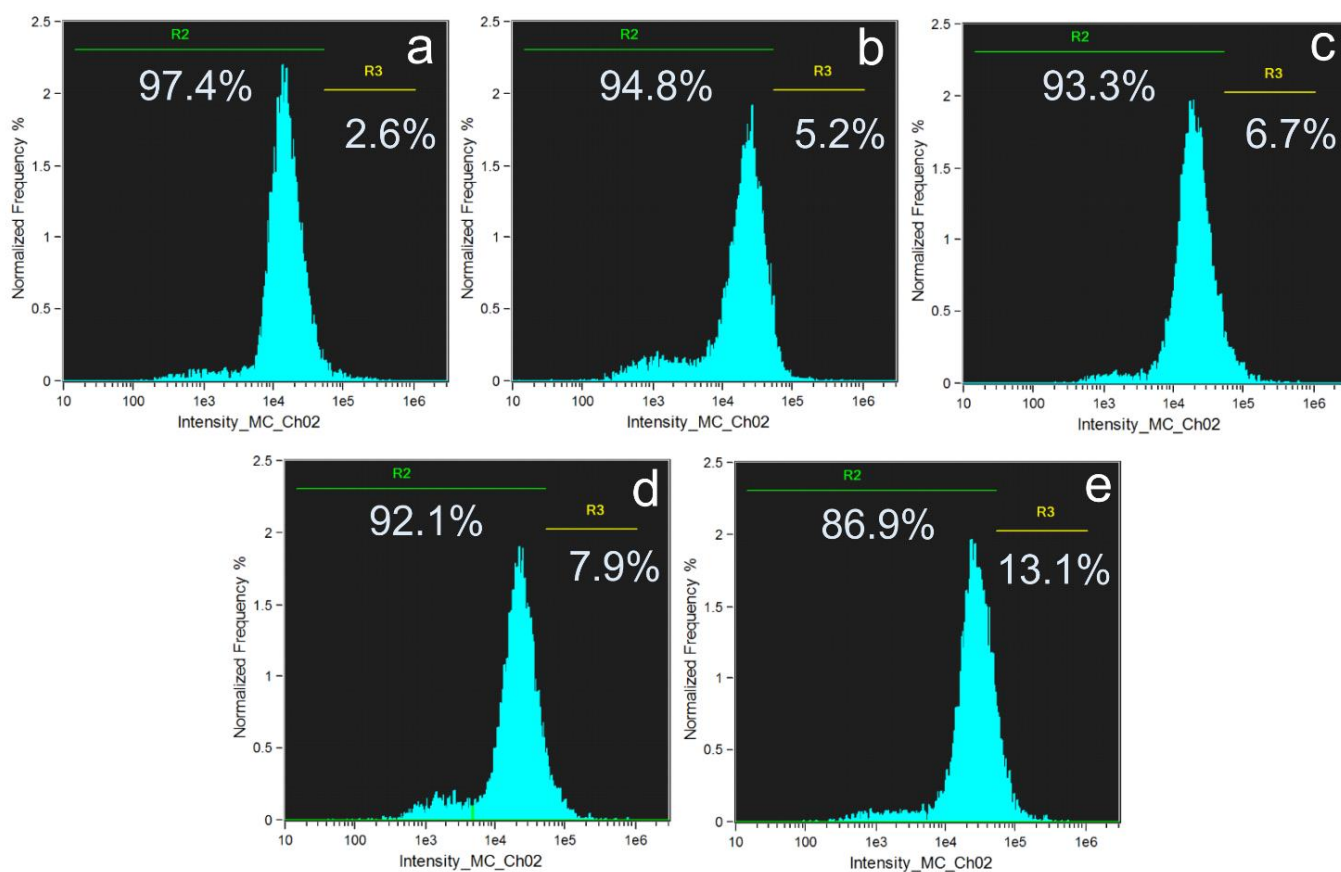 a
R2
97.4%
R3
2.6%
2.5
2
1.5
1
0.5
0
Normalized Frequency %
10 100 1e3 1e4 1e5 1e6
Intensity_MC_Ch02
b
R2
94.8%
R3
5.2%
2.5
2
1.5
1
0.5
0
Normalized Frequency %
10 100 1e3 1e4 1e5 1e6
Intensity_MC_Ch02
c
R2
93.3%
R3
6.7%
2.5
2
1.5
1
0.5
0
Normalized Frequency %
10 100 1e3 1e4 1e5 1e6
Intensity_MC_Ch02
d
R2
92.1%
R3
7.9%
2.5
2
1.5
1
0.5
0
Normalized Frequency %
10 100 1e3 1e4 1e5 1e6
Intensity_MC_Ch02
e
R2
86.9%
R3
13.1%
2.5
2
1.5
1
0.5
0
Normalized Frequency %
10 100 1e3 1e4 1e5 1e6
Intensity_MC_Ch02